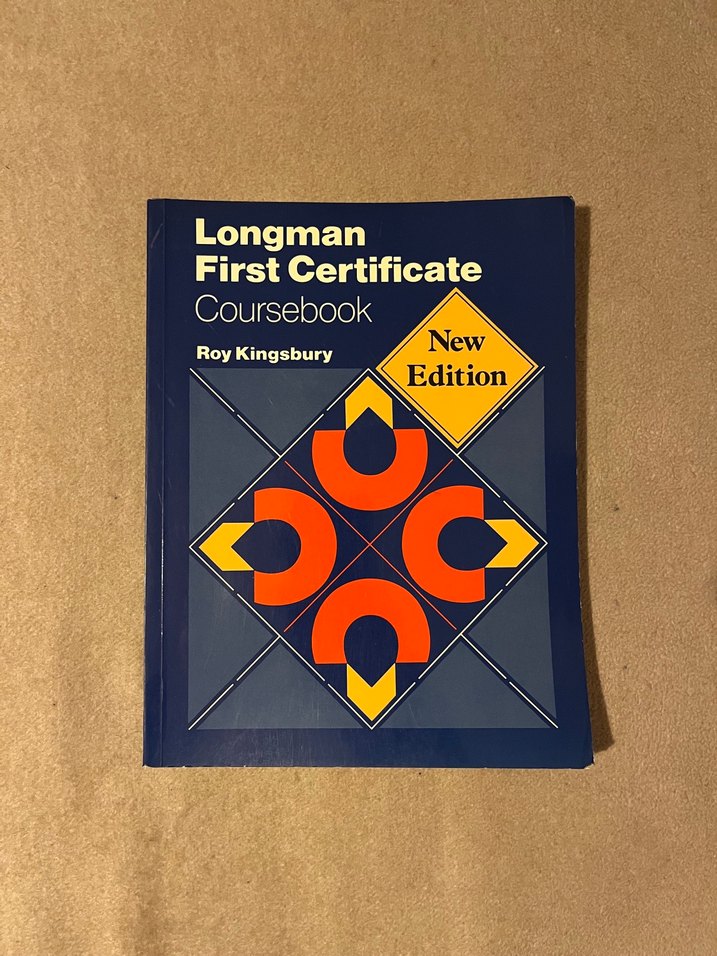 Longman
First Certificate
Coursebook
Roy Kingsbury
New
Edition